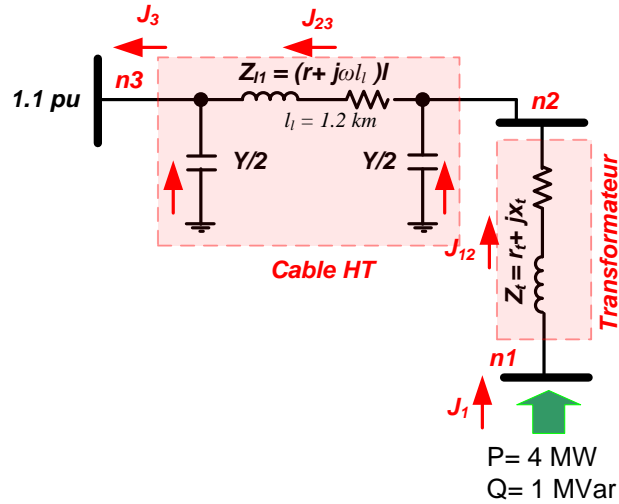 J3
J23
n3
Zl1 = (r+ jωll )l
n2
1.1 pu
ll = 1.2 km
Y/2
Y/2
Cable HT
J12
Zt = rt+ jxt
Transformateur
n1
J1
P= 4 MW
Q= 1 MVar